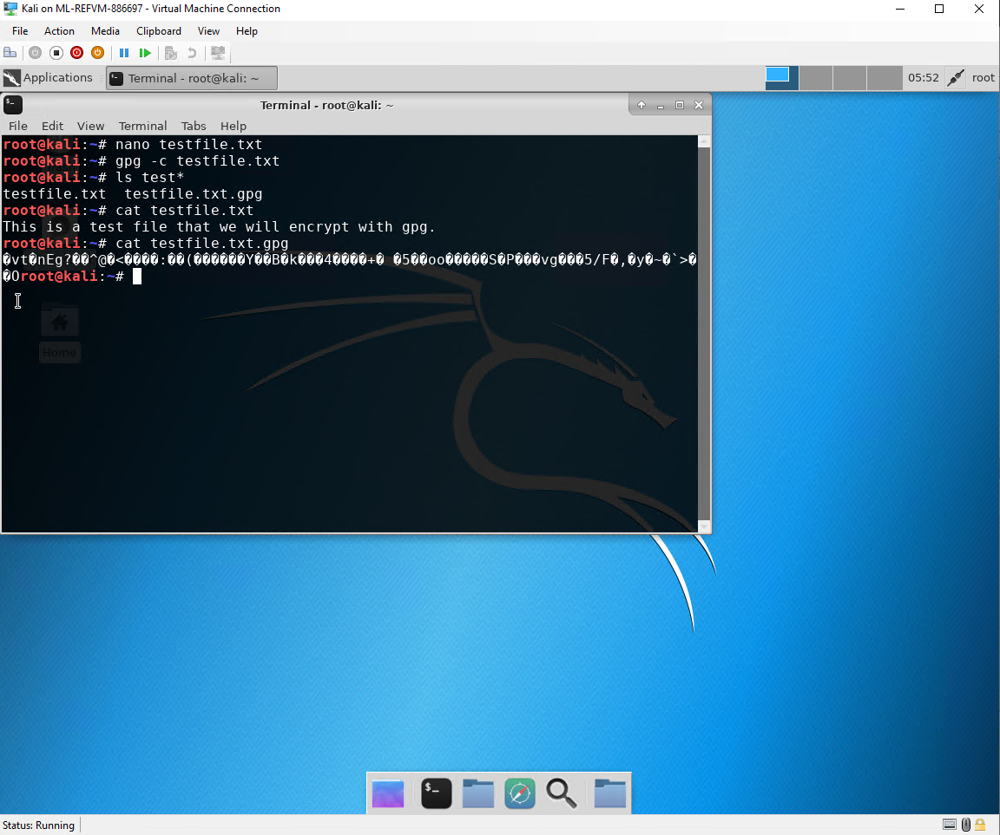 Kali on ML-REFVM-886697 - Virtual Machine Connection
File Action Media Clipboard View Help
Applications
Terminal - root@kali: ~
05:52
root
Terminal - root@kali: ~
File Edit View Terminal Tabs Help
root@kali:~# nano testfile.txt
root@kali:~# gpg -c testfile.txt
root@kali:~# ls test*
testfile.txt  testfile.txt.gpg
root@kali:~# cat testfile.txt
This is a test file that we will encrypt with gpg.
root@kali:~# cat testfile.txt.gpg
�vt�nEg?��^@�<����:��(������Y��B�k���4����+� �5��oo�����S�P���vg���5/F�,�y�~�`>�
�Oroot@kali:~#
Home
Status: Running